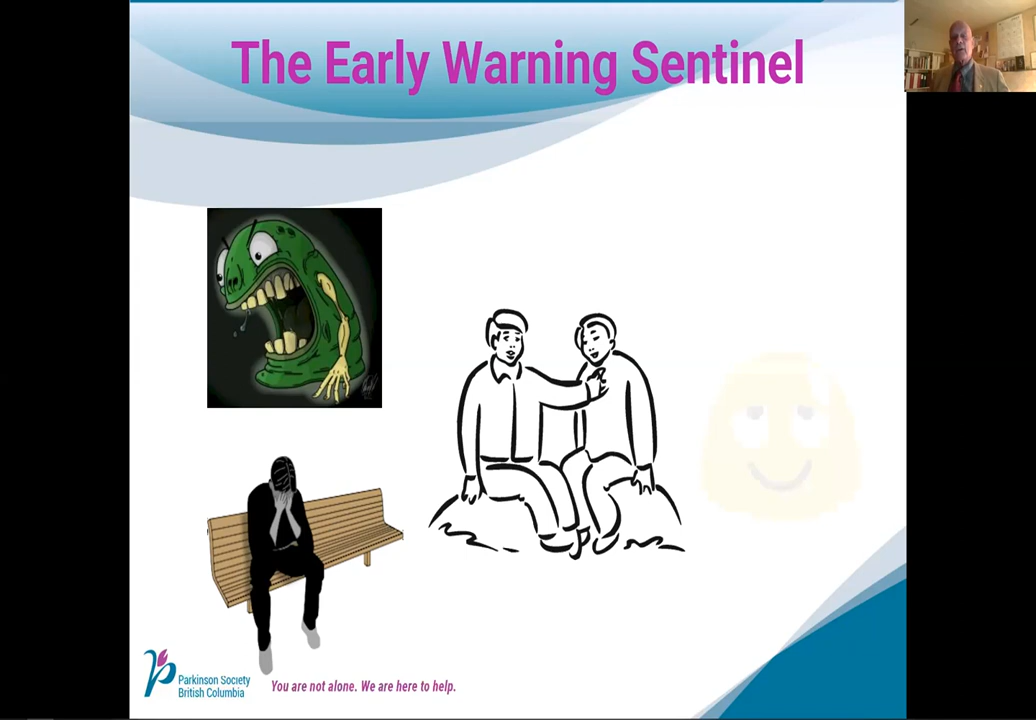 The Early Warning Sentinel
Parkinson Society
British Columbia
You are not alone. We are here to help.